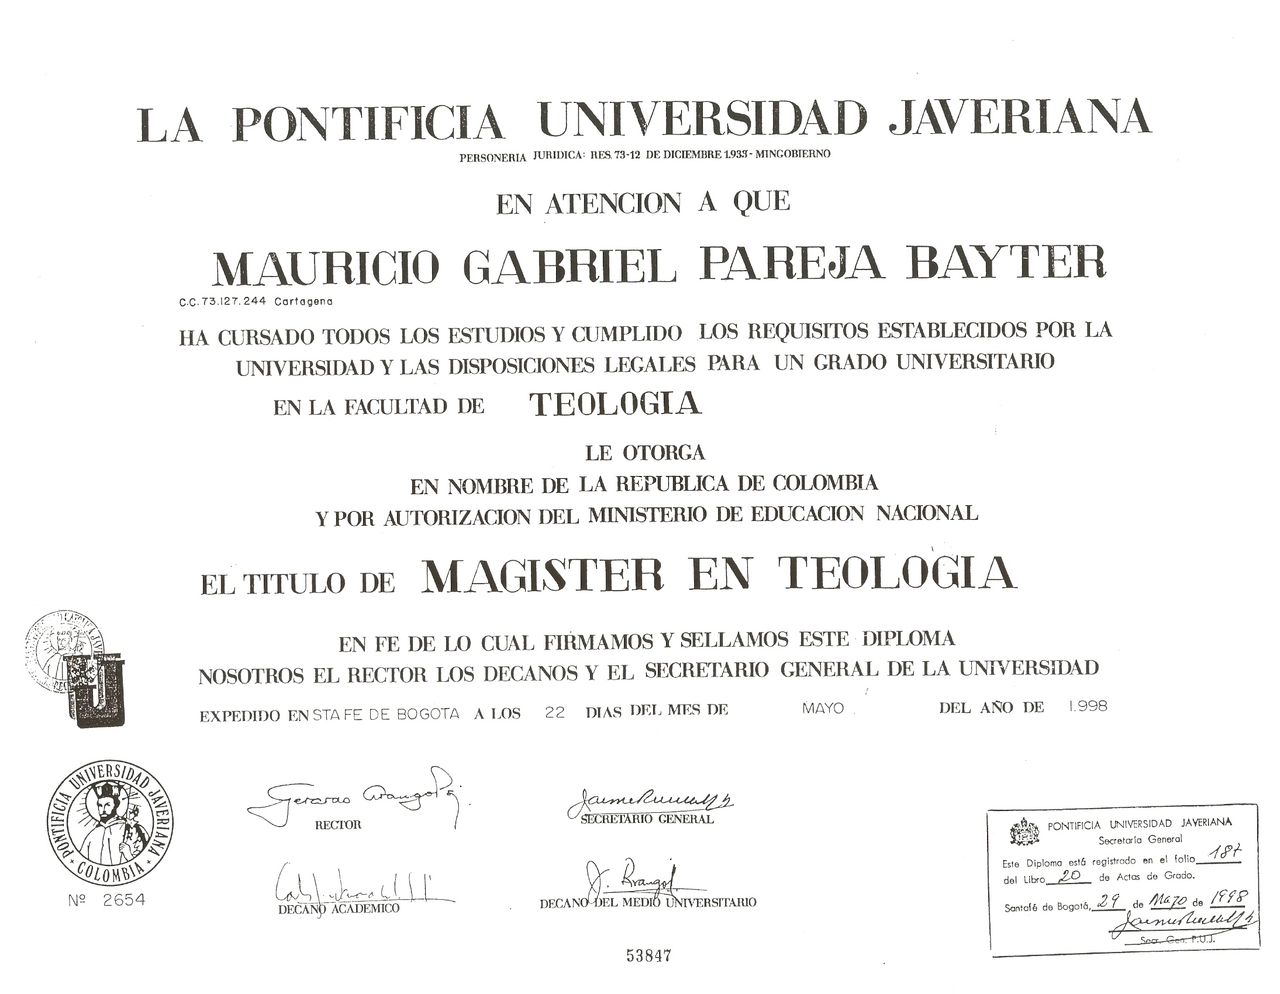 LA PONTIFICIA UNIVERSIDAD JAVERIANA
PERSONERIA JURIDICA: RES. 73-12 DE DICIEMBRE 1.933 - MINGOBIERNO
EN ATENCION A QUE
MAURICIO GABRIEL PAREJA BAYTER
C.C. 73.127.244 Cartagena
HA CURSADO TODOS LOS ESTUDIOS Y CUMPLIDO LOS REQUISITOS ESTABLECIDOS POR LA
UNIVERSIDAD Y LAS DISPOSICIONES LEGALES PARA UN GRADO UNIVERSITARIO
EN LA FACULTAD DE TEOLOGIA
LE OTORGA
EN NOMBRE DE LA REPUBLICA DE COLOMBIA
Y POR AUTORIZACION DEL MINISTERIO DE EDUCACION NACIONAL
EL TITULO DE MAGISTER EN TEOLOGIA
EN FE DE LO CUAL FIRMAMOS Y SELLAMOS ESTE DIPLOMA
NOSOTROS EL RECTOR LOS DECANOS Y EL SECRETARIO GENERAL DE LA UNIVERSIDAD
EXPEDIDO EN STA FE DE BOGOTA A LOS 22 DIAS DEL MES DE MAYO DEL AÑO DE 1.998
PONTIFICIA UNIVERSIDAD JAVERIANA
COLOMBIA
Nº 2654
Gerardo Arango
RECTOR
Jaime
SECRETARIO GENERAL
DECANO ACADEMICO
J. Arango
DECANO DEL MEDIO UNIVERSITARIO
53847
PONTIFICIA UNIVERSIDAD JAVERIANA
Secretaría General
Este Diploma está registrado en el folio 187
del Libro 20 de Actas de Grado.
Santafé de Bogotá, 29 de Mayo de 1998
Secr. Gen. P.U.J.